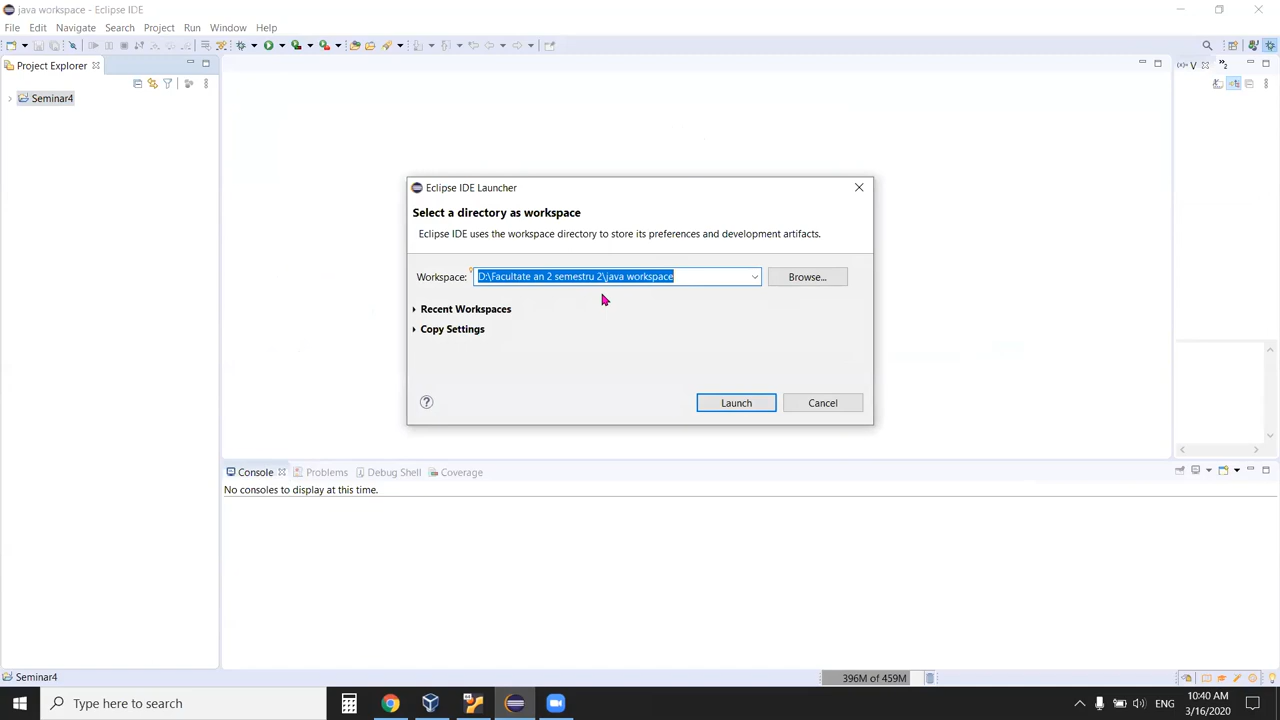 java workspace - Eclipse IDE
File Edit Navigate Search Project Run Window Help
Project Explorer
(x)= V
»2
Seminar4
Eclipse IDE Launcher
Select a directory as workspace
Eclipse IDE uses the workspace directory to store its preferences and development artifacts.
Workspace: D:\Facultate an 2 semestru 2\java workspace Browse...
Recent Workspaces
Copy Settings
Launch Cancel
Console Problems Debug Shell Coverage
No consoles to display at this time.
Seminar4
396M of 459M
Type here to search
ENG
10:40 AM
3/16/2020